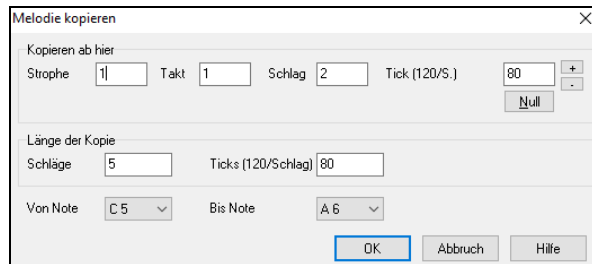 Melodie kopieren
Kopieren ab hier
Strophe 1 Takt 1 Schlag 2 Tick (120/S.) 80 + -
Null
Länge der Kopie
Schläge 5 Ticks (120/Schlag) 80
Von Note C 5 Bis Note A 6
OK Abbruch Hilfe